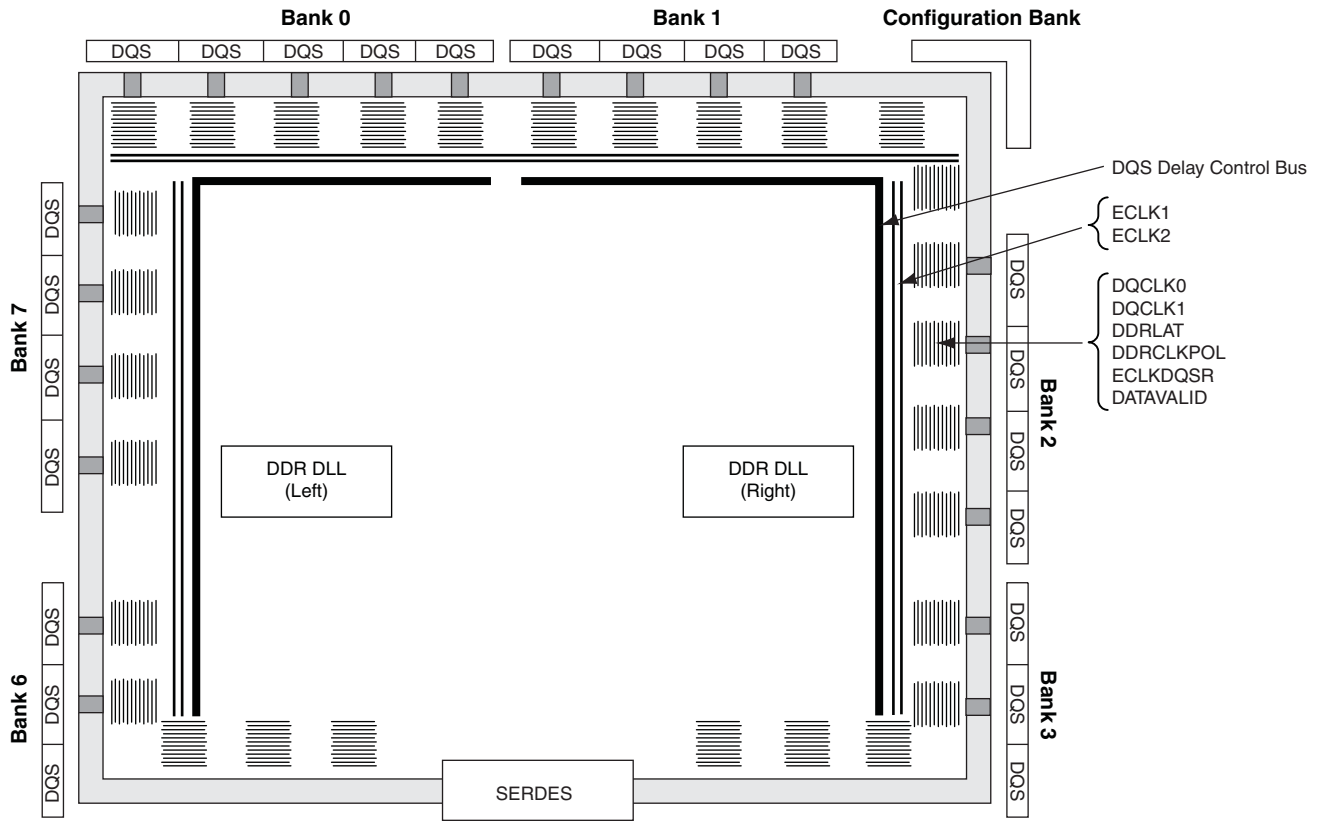 Bank 0
Bank 1
Configuration Bank
DQS DQS DQS DQS DQS
DQS DQS DQS DQS
DQS Delay Control Bus
ECLK1
ECLK2
DQCLK0
DQCLK1
DDRLAT
DDRCLKPOL
ECLKDQSR
DATAVALID
Bank 7
DQS
DQS
DQS
DQS
Bank 2
DQS
DQS
DQS
DQS
DDR DLL
(Left)
DDR DLL
(Right)
Bank 6
DQS
DQS
DQS
Bank 3
DQS
DQS
DQS
SERDES